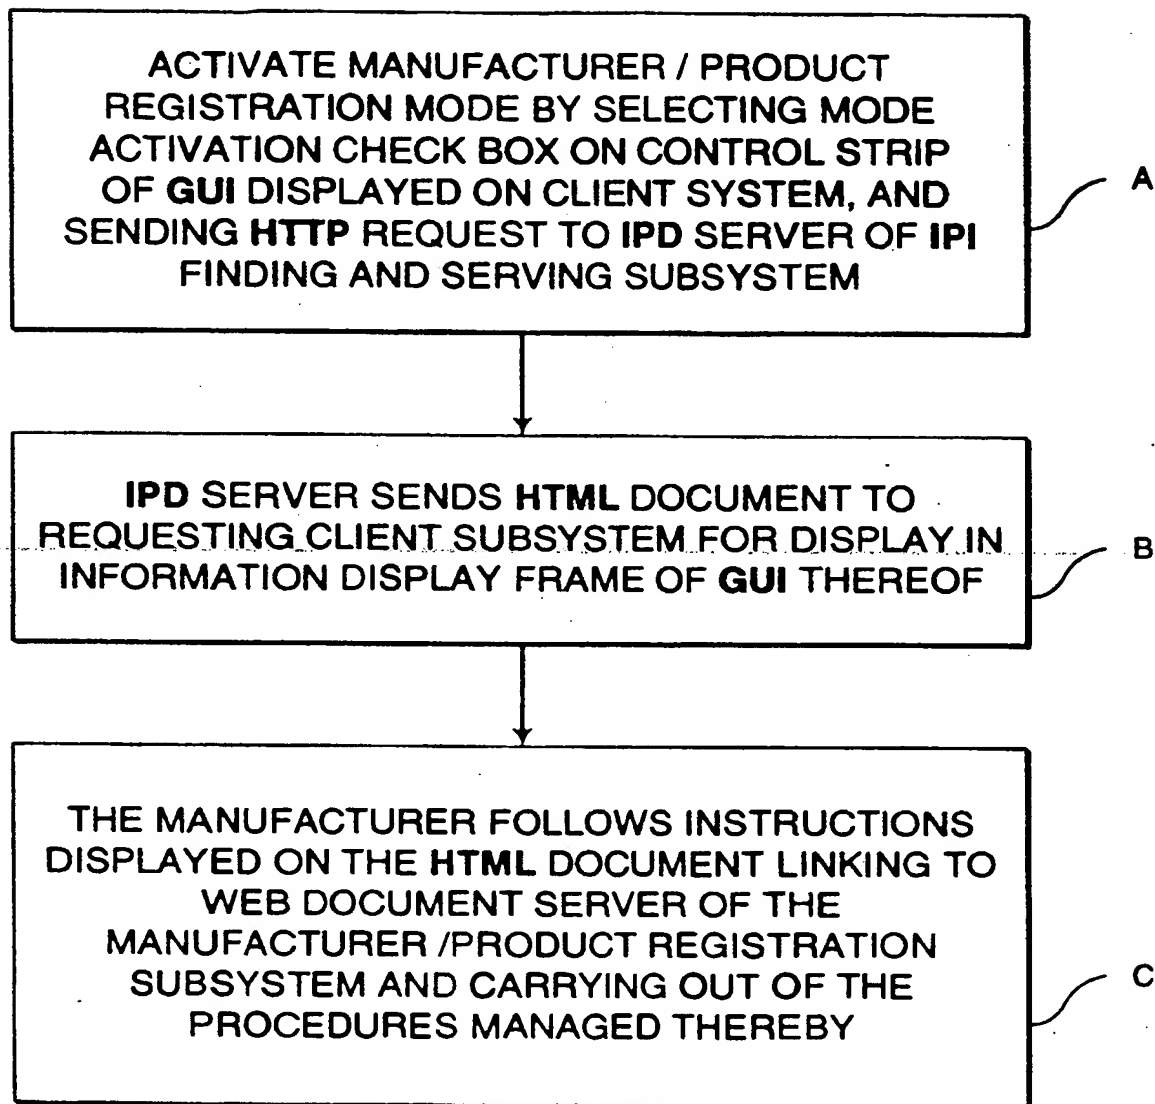 ACTIVATE MANUFACTURER / PRODUCT
REGISTRATION MODE BY SELECTING MODE
ACTIVATION CHECK BOX ON CONTROL STRIP
OF GUI DISPLAYED ON CLIENT SYSTEM, AND
SENDING HTTP REQUEST TO IPD SERVER OF IPI
FINDING AND SERVING SUBSYSTEM
A
IPD SERVER SENDS HTML DOCUMENT TO
REQUESTING CLIENT SUBSYSTEM FOR DISPLAY IN
INFORMATION DISPLAY FRAME OF GUI THEREOF
B
THE MANUFACTURER FOLLOWS INSTRUCTIONS
DISPLAYED ON THE HTML DOCUMENT LINKING TO
WEB DOCUMENT SERVER OF THE
MANUFACTURER /PRODUCT REGISTRATION
SUBSYSTEM AND CARRYING OUT OF THE
PROCEDURES MANAGED THEREBY
C